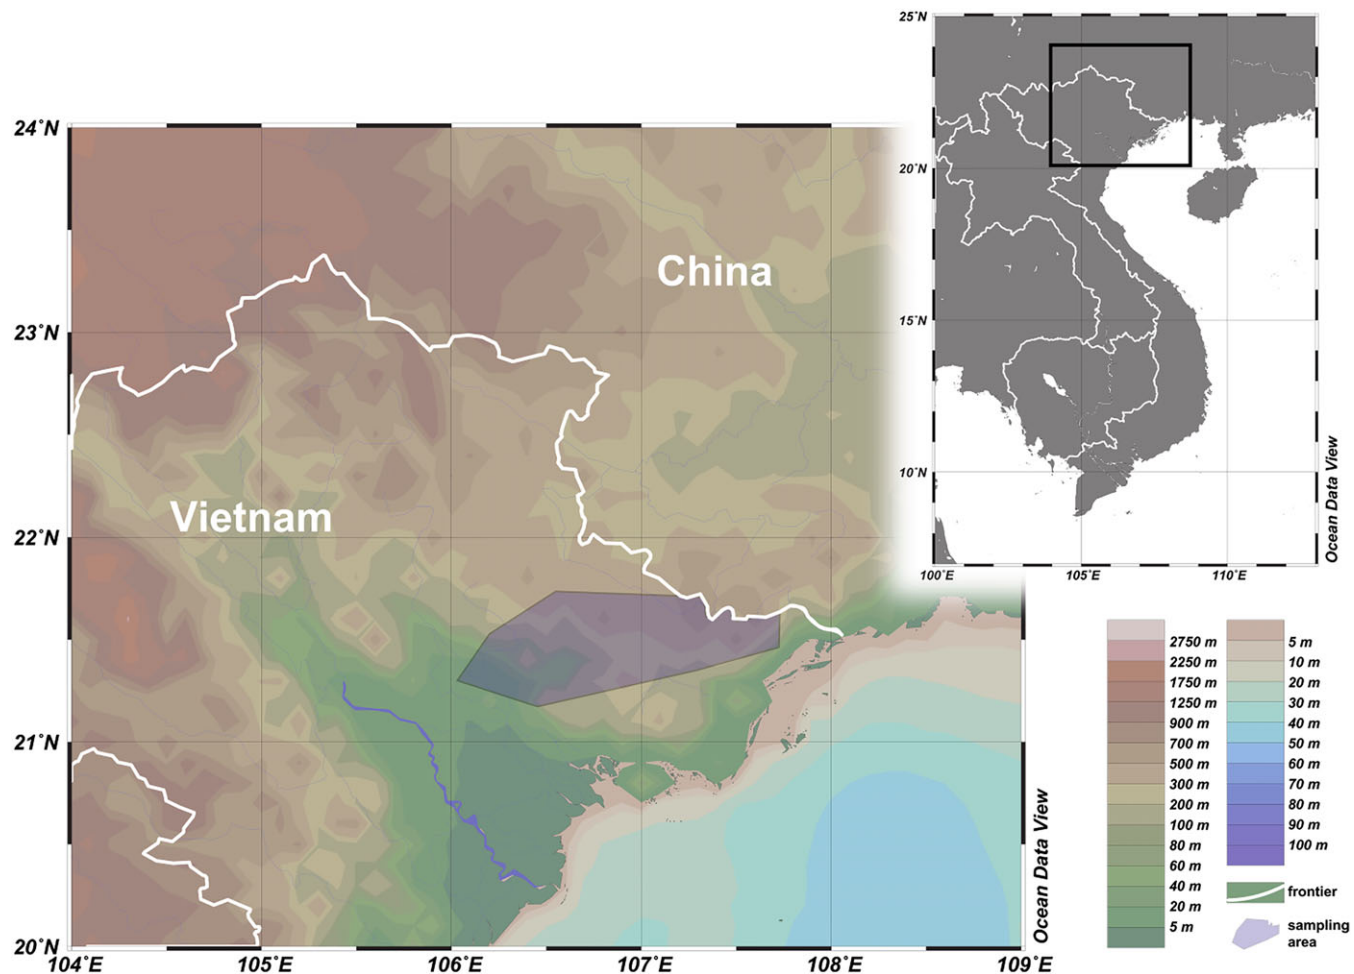 25˚N
20˚N
15˚N
10˚N
100˚E
105˚E
110˚E
Ocean Data View
24˚N
23˚N
22˚N
21˚N
20˚N
104˚E
105˚E
106˚E
107˚E
108˚E
109˚E
China
Vietnam
Ocean Data View
2750 m
2250 m
1750 m
1250 m
900 m
700 m
500 m
300 m
200 m
100 m
80 m
60 m
40 m
20 m
5 m
5 m
10 m
20 m
30 m
40 m
50 m
60 m
70 m
80 m
90 m
100 m
frontier
sampling
area